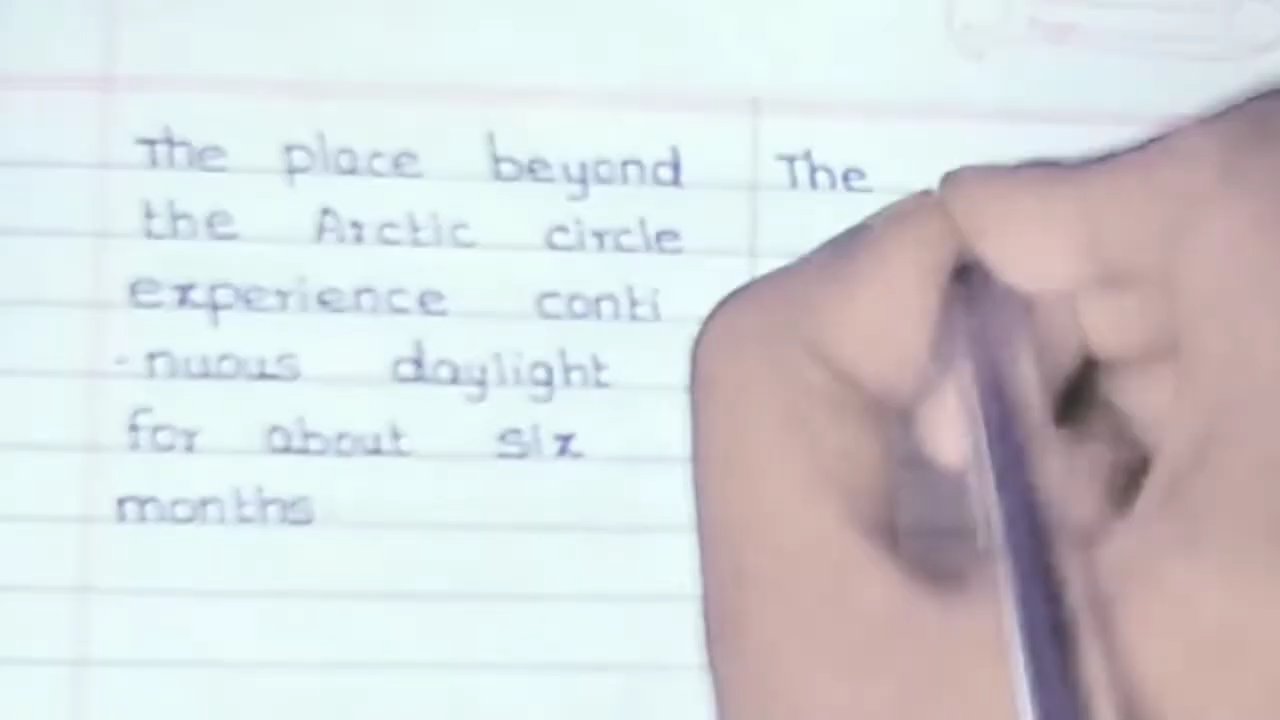 The place beyond
the Arctic circle
experience conti
-nuous daylight
for about six
months
The